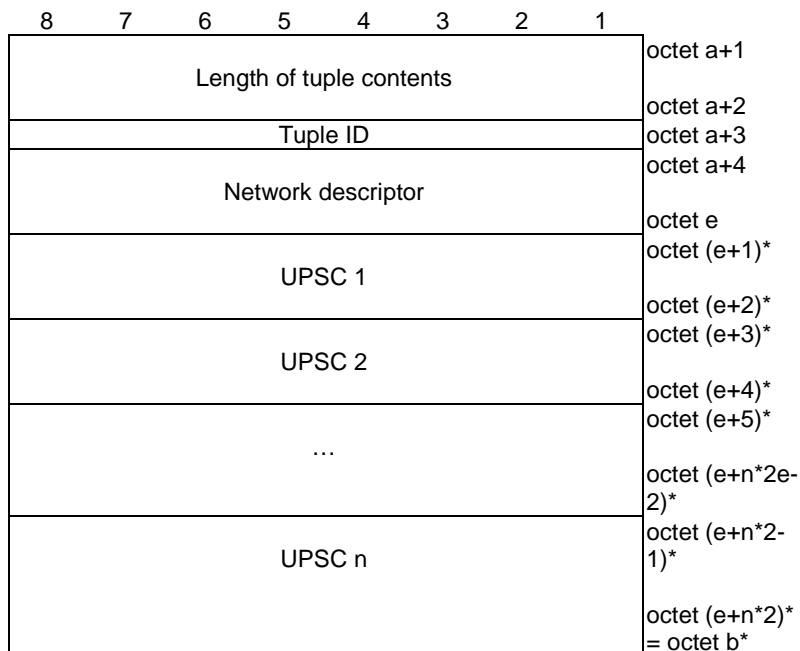 8 7 6 5 4 3 2 1
octet a+1
Length of tuple contents
octet a+2
Tuple ID
octet a+3
octet a+4
Network descriptor
octet e
octet (e+1)*
UPSC 1
octet (e+2)*
octet (e+3)*
UPSC 2
octet (e+4)*
octet (e+5)*
…
octet (e+n*2e-
2)*
octet (e+n*2-
1)*
UPSC n
octet (e+n*2)*
= octet b*